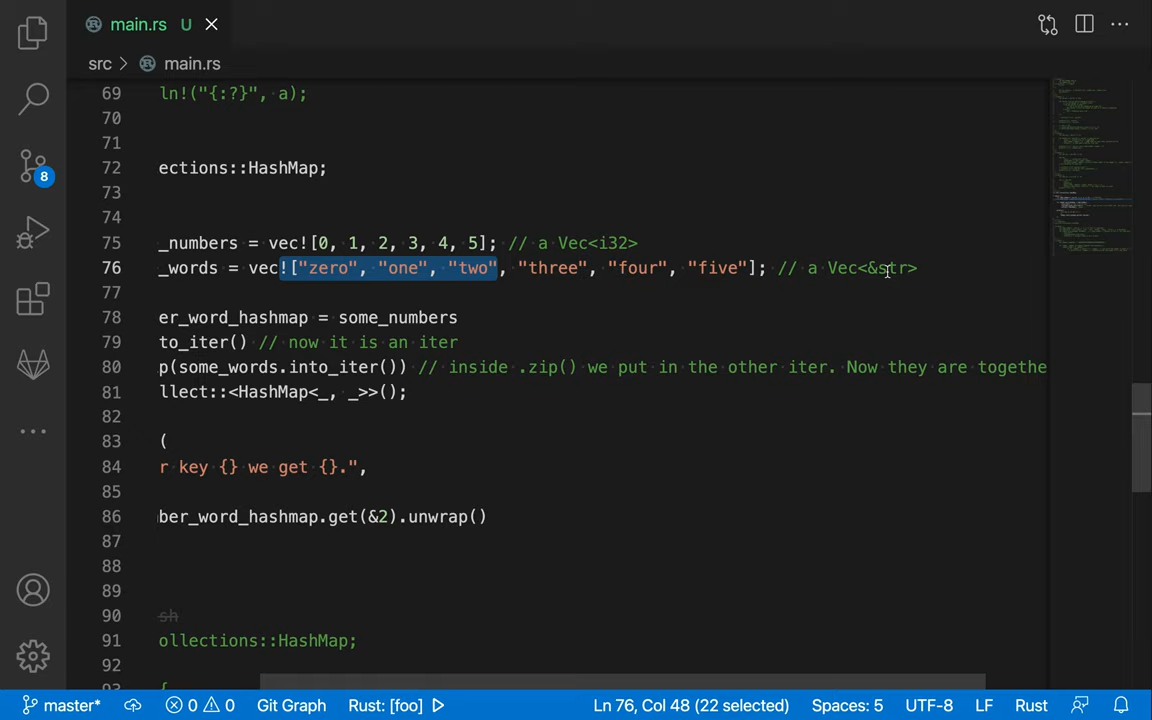 main.rs U
src > main.rs
69 ln!("{:?}", a);
70
71
72 ections::HashMap;
73
74
75 _numbers = vec![0, 1, 2, 3, 4, 5]; // a Vec<i32>
76 _words = vec!["zero", "one", "two", "three", "four", "five"]; // a Vec<&str>
77
78 er_word_hashmap = some_numbers
79 to_iter() // now it is an iter
80 p(some_words.into_iter()) // inside .zip() we put in the other iter. Now they are togethe
81 llect::<HashMap<_, _>>();
82
83 (
84 r key {} we get {}.",
85
86 ber_word_hashmap.get(&2).unwrap()
87
88
89
90 sh
91 ollections::HashMap;
92
93 {
8
master* 0 0 Git Graph Rust: [foo] Ln 76, Col 48 (22 selected) Spaces: 5 UTF-8 LF Rust